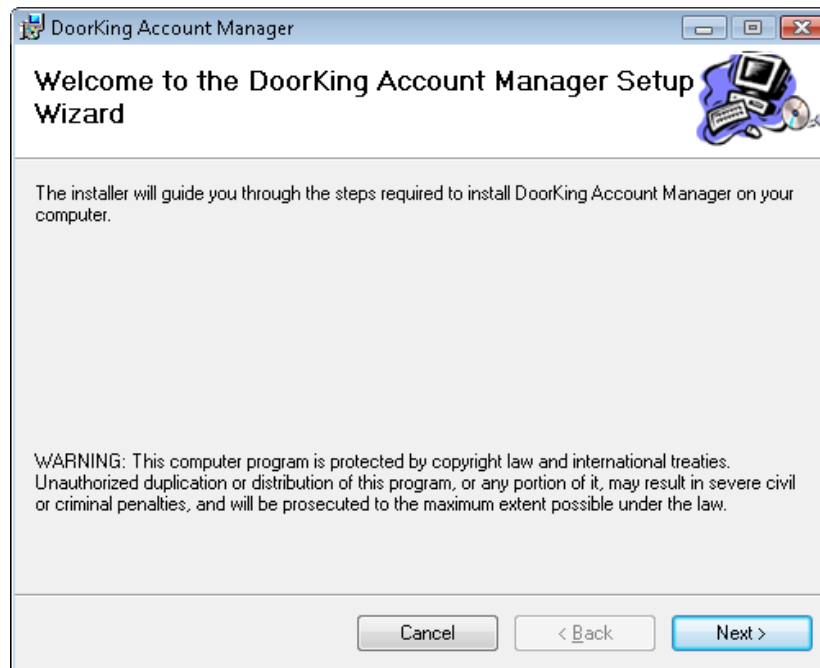 DoorKing Account Manager
Welcome to the DoorKing Account Manager Setup
Wizard
The installer will guide you through the steps required to install DoorKing Account Manager on your
computer.
WARNING: This computer program is protected by copyright law and international treaties.
Unauthorized duplication or distribution of this program, or any portion of it, may result in severe civil
or criminal penalties, and will be prosecuted to the maximum extent possible under the law.
Cancel
< Back
Next >